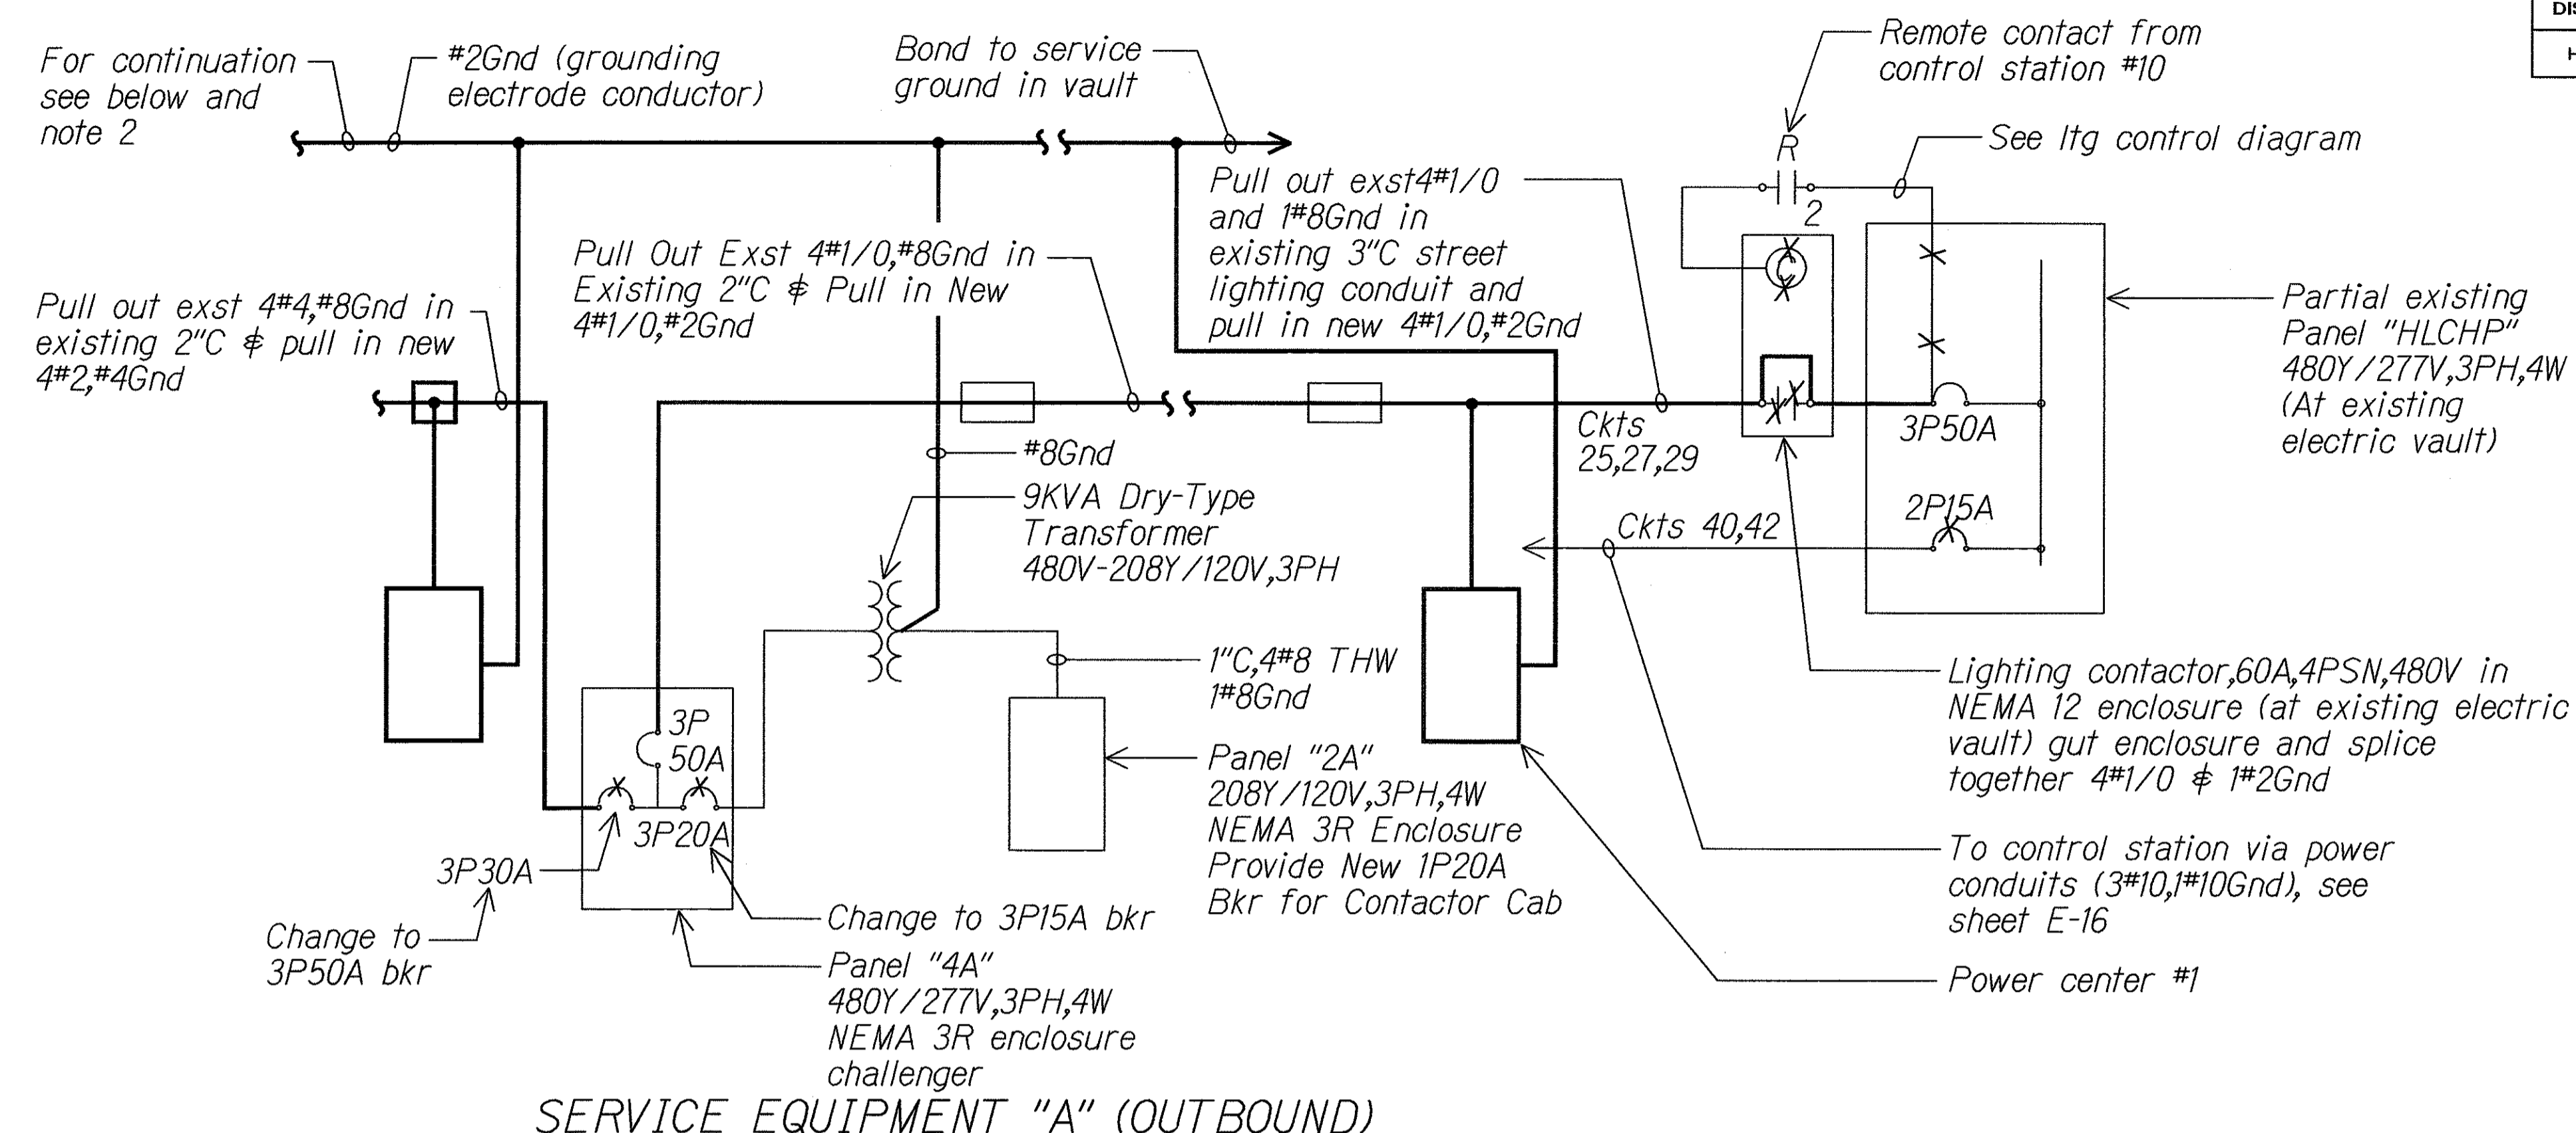 DIS
H
For continuation
see below and
note 2
#2Gnd (grounding
electrode conductor)
Bond to service
ground in vault
Remote contact from
control station #10
R
2
See ltg control diagram
Pull out exst4#1/0
and 1#8Gnd in
existing 3"C street
lighting conduit and
pull in new 4#1/0,#2Gnd
Pull Out Exst 4#1/0,#8Gnd in
Existing 2"C & Pull in New
4#1/0,#2Gnd
Pull out exst 4#4,#8Gnd in
existing 2"C & pull in new
4#2,#4Gnd
C
Partial existing
Panel "HLCHP"
480Y/277V,3PH,4W
(At existing
electric vault)
3P50A
2P15A
Ckts
25,27,29
Ckts 40,42
#8Gnd
9KVA Dry-Type
Transformer
480V-208Y/120V,3PH
1"C,4#8 THW
1#8Gnd
Panel "2A"
208Y/120V,3PH,4W
NEMA 3R Enclosure
Provide New 1P20A
Bkr for Contactor Cab
3P
50A
3P20A
3P30A
Change to
3P50A bkr
Change to 3P15A bkr
Panel "4A"
480Y/277V,3PH,4W
NEMA 3R enclosure
challenger
Lighting contactor,60A,4PSN,480V in
NEMA 12 enclosure (at existing electric
vault) gut enclosure and splice
together 4#1/0 & 1#2Gnd
To control station via power
conduits (3#10,1#10Gnd), see
sheet E-16
Power center #1
SERVICE EQUIPMENT "A" (OUTBOUND)